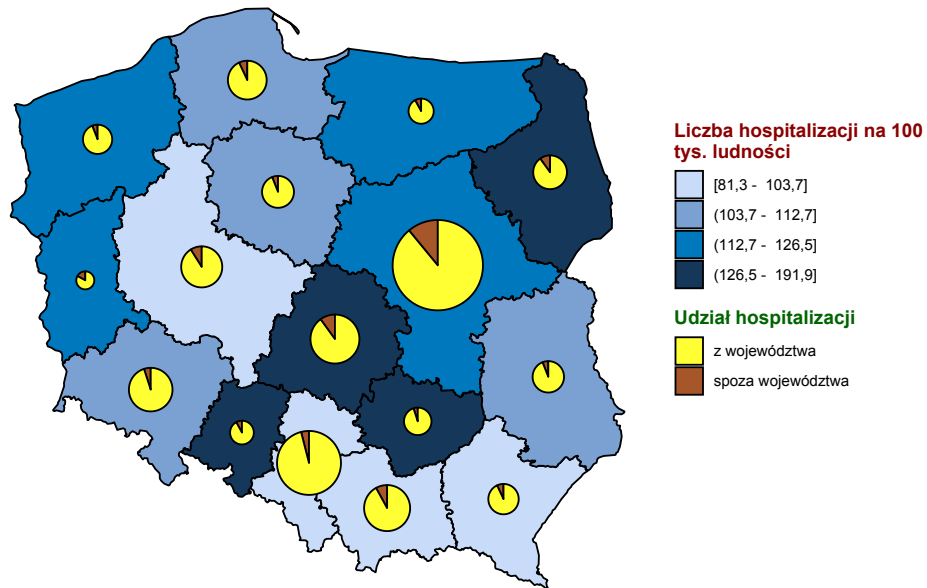 Liczba hospitalizacji na 100
tys. ludności
[81,3 - 103,7]
(103,7 - 112,7]
(112,7 - 126,5]
(126,5 - 191,9]
Udział hospitalizacji
z województwa
spoza województwa